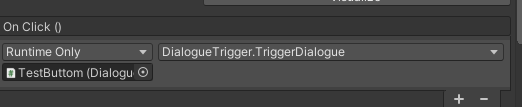 On Click ()
Runtime Only DialogueTrigger.TriggerDialogue
TestButtom (Dialogu